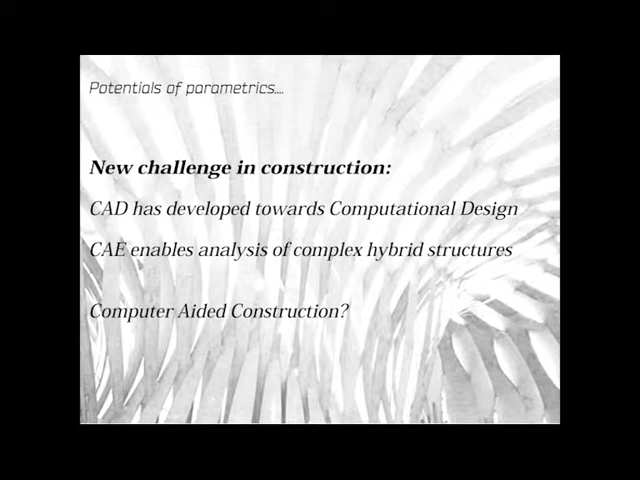 Potentials of parametrics....
New challenge in construction:
CAD has developed towards Computational Design
CAE enables analysis of complex hybrid structures
Computer Aided Construction?